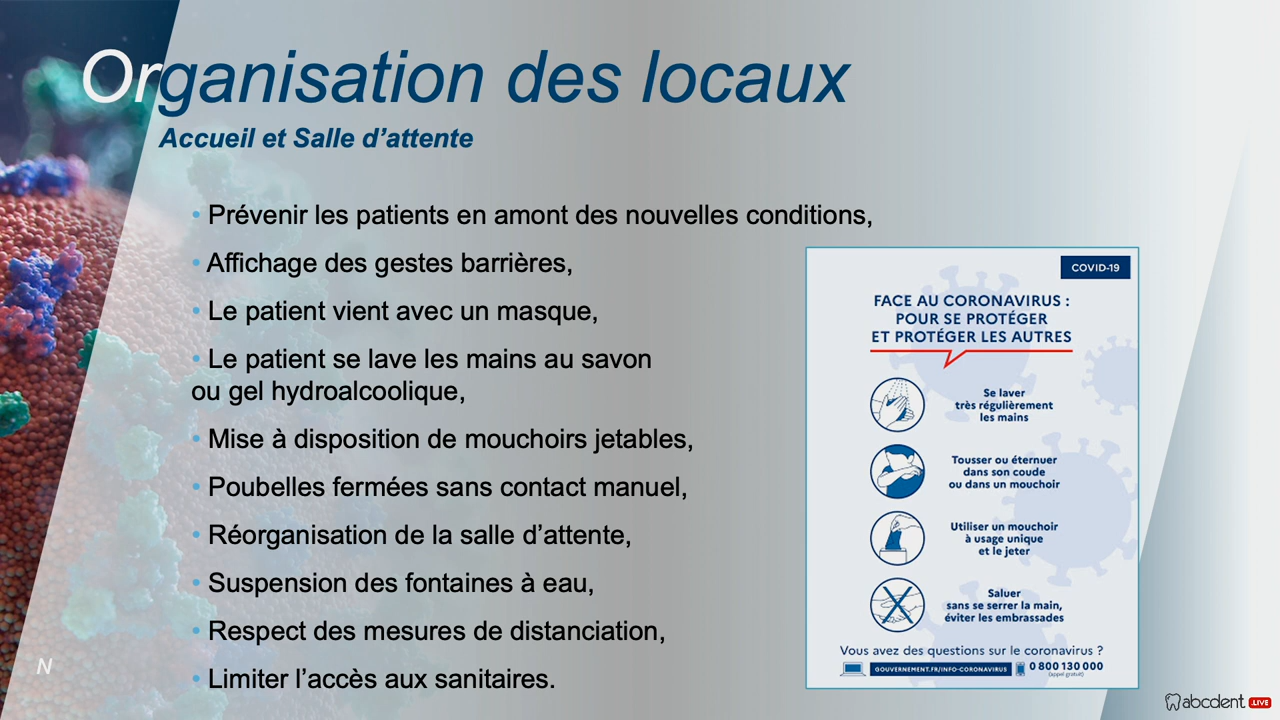 Organisation des locaux
Accueil et Salle d’attente
• Prévenir les patients en amont des nouvelles conditions,
• Affichage des gestes barrières,
• Le patient vient avec un masque,
• Le patient se lave les mains au savon
ou gel hydroalcoolique,
• Mise à disposition de mouchoirs jetables,
• Poubelles fermées sans contact manuel,
• Réorganisation de la salle d’attente,
• Suspension des fontaines à eau,
• Respect des mesures de distanciation,
• Limiter l’accès aux sanitaires.
COVID-19
FACE AU CORONAVIRUS :
POUR SE PROTÉGER
ET PROTÉGER LES AUTRES
Se laver
très régulièrement
les mains
Tousser ou éternuer
dans son coude
ou dans un mouchoir
Utiliser un mouchoir
à usage unique
et le jeter
Saluer
sans se serrer la main,
éviter les embrassades
Vous avez des questions sur le coronavirus ?
GOUVERNEMENT.FR/INFO-CORONAVIRUS
0 800 130 000
(appel gratuit)
N
abcdent LIVE